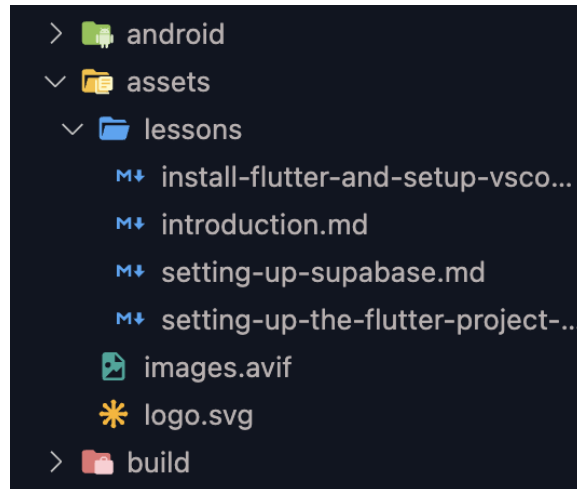 android
assets
lessons
install-flutter-and-setup-vsco...
introduction.md
setting-up-supabase.md
setting-up-the-flutter-project-...
images.avif
logo.svg
build